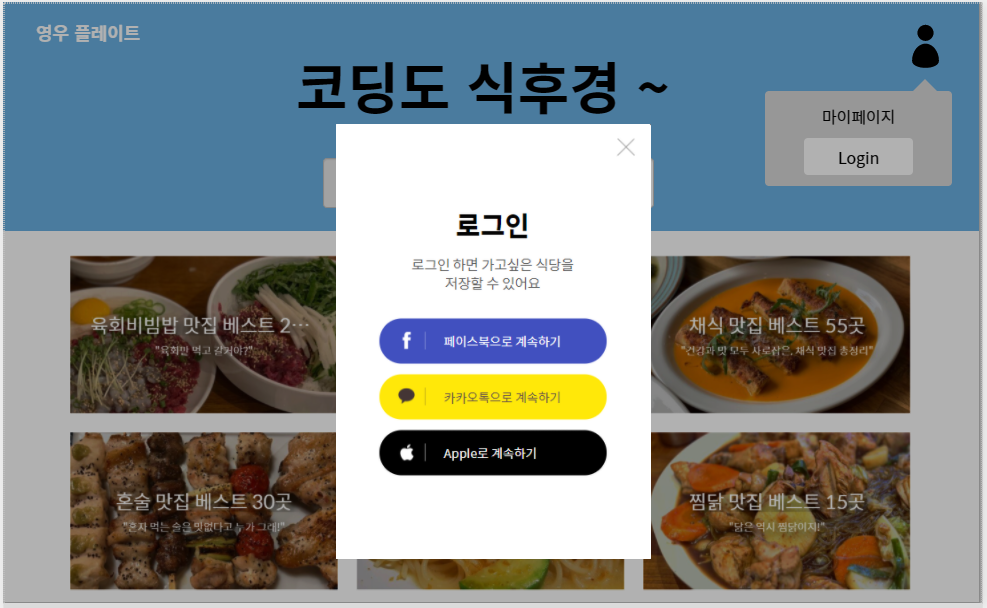 영우 플레이트
코딩도 식후경 ~
마이페이지
Login
로그인
로그인 하면 가고싶은 식당을
저장할 수 있어요
페이스북으로 계속하기
카카오톡으로 계속하기
Apple로 계속하기
육회비빔밥 맛집 베스트 2…
"육회만 먹고 갈거야?"
채식 맛집 베스트 55곳
"건강과 맛 모두 사로잡은, 채식 맛집 총정리"
혼술 맛집 베스트 30곳
"혼자 먹는 술은 맛없다고 누가 그래!"
찜닭 맛집 베스트 15곳
"닭은 역시 찜닭이지!"